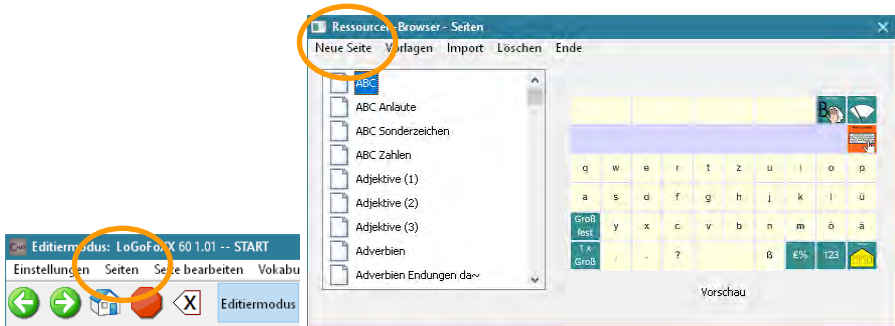 Editiermodus: LoGoFoXX 60 1.01 -- START
Einstellungen Seiten Seite bearbeiten Vokabu
X Editiermodus
Ressourcen-Browser - Seiten
Neue Seite Vorlagen Import Löschen Ende
ABC
ABC Anlaute
ABC Sonderzeichen
ABC Zahlen
Adjektive (1)
Adjektive (2)
Adjektive (3)
Adverbien
Adverbien Endungen da~
B
q w e r t z u i o p
a s d f g h j k l ü
Groß fest y x c v b n m ö ä
1 x Groß , . ? ß €% 123
Vorschau